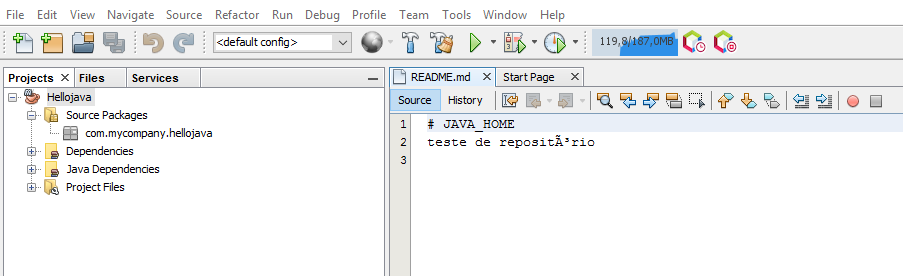 File Edit View Navigate Source Refactor Run Debug Profile Team Tools Window Help
<default config>
119,8/187,0MB
Projects Files Services
README.md Start Page
Source History
Hellojava
Source Packages
com.mycompany.hellojava
Dependencies
Java Dependencies
Project Files
1 # JAVA_HOME
2 teste de repositÃ³rio
3